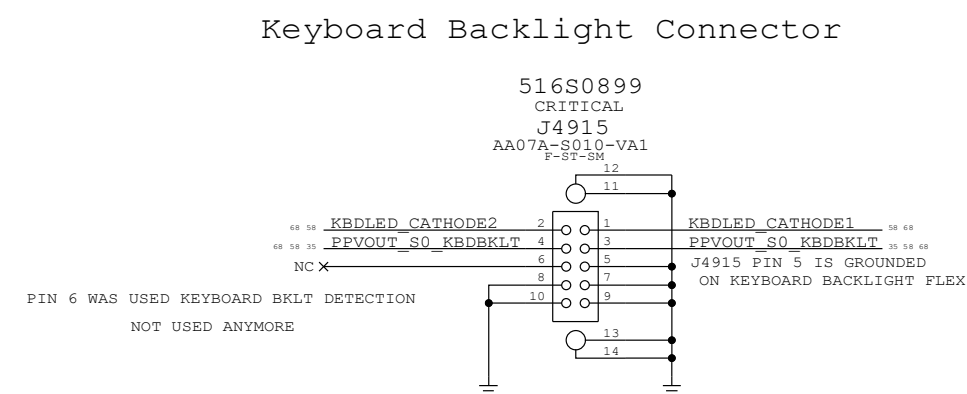 Keyboard Backlight Connector
516S0899
CRITICAL
J4915
AA07A-S010-VA1
F-ST-SM
12
11
68 58 KBDLED_CATHODE2 2 1 KBDLED_CATHODE1 58 68
68 58 35 PPVOUT_S0_KBDBKLT 4 3 PPVOUT_S0_KBDBKLT 35 58 68
NC 6 5 J4915 PIN 5 IS GROUNDED
8 7 ON KEYBOARD BACKLIGHT FLEX
PIN 6 WAS USED KEYBOARD BKLT DETECTION 10 9
NOT USED ANYMORE
13
14